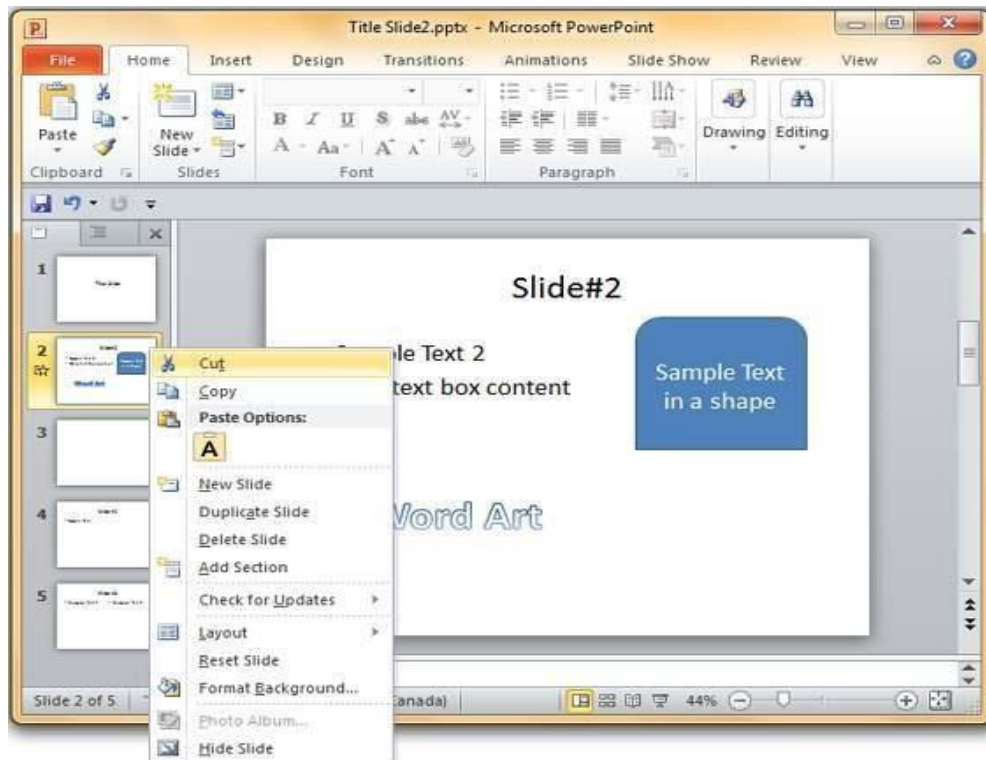 P
Title Slide2.pptx - Microsoft PowerPoint
File Home Insert Design Transitions Animations Slide Show Review View
Paste
New Slide
B I U S abc AV
A Aa A A
Drawing Editing
Clipboard Slides Font Paragraph
1
2
3
4
5
Slide#2
le Text 2
text box content
Sample Text
in a shape
Word Art
Cut
Copy
Paste Options:
A
New Slide
Duplicate Slide
Delete Slide
Add Section
Check for Updates
Layout
Reset Slide
Format Background...
Photo Album...
Hide Slide
Slide 2 of 5
Canada)
44%